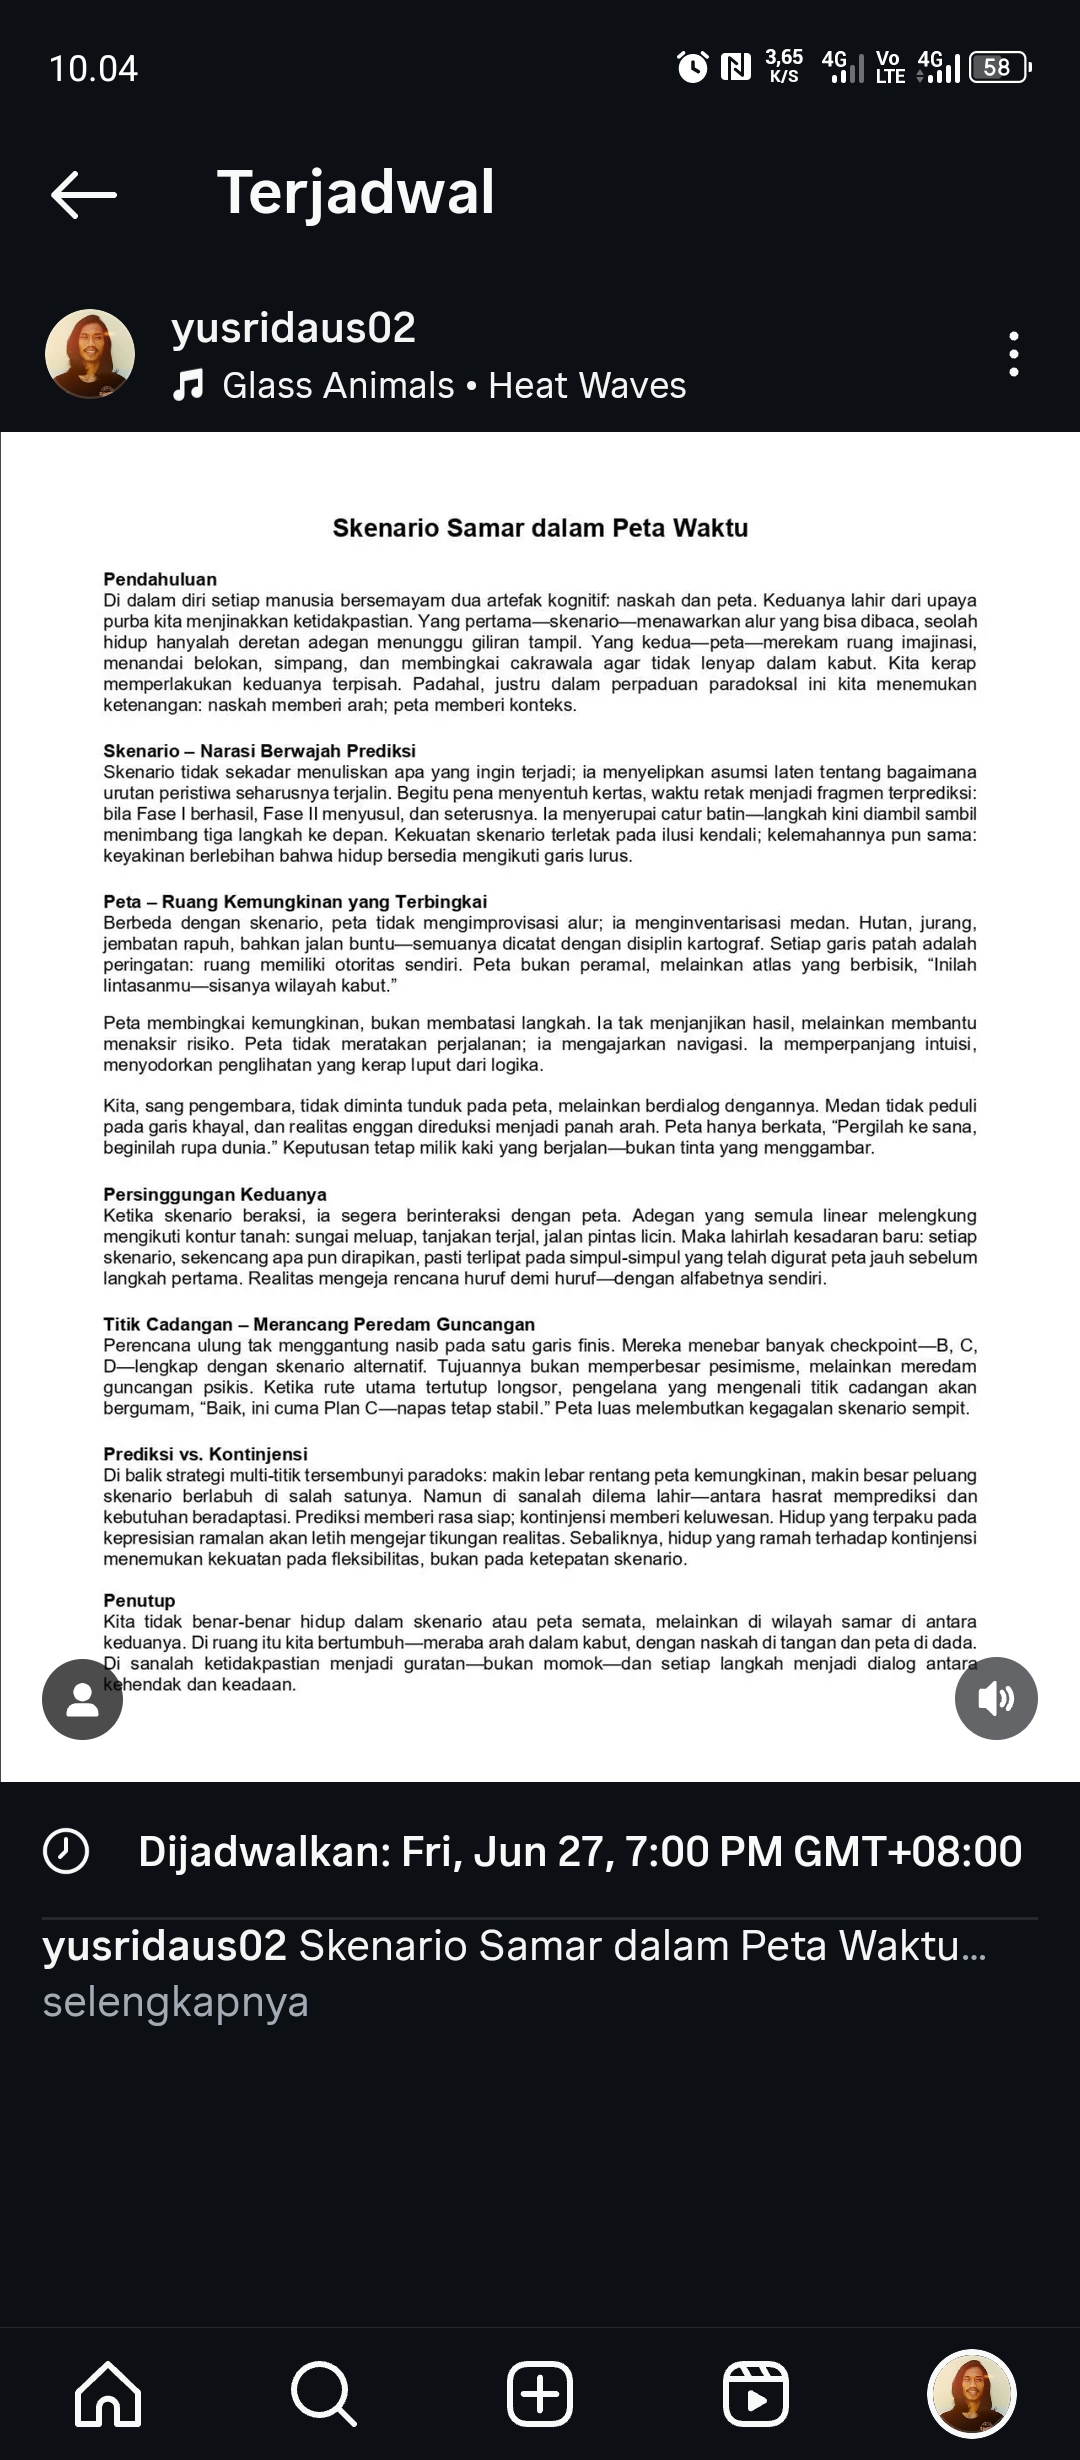 10.04
3,65 K/S 4G Vo LTE 4G 58
Terjadwal
yusridaus02
Glass Animals • Heat Waves
Skenario Samar dalam Peta Waktu
Pendahuluan
Di dalam diri setiap manusia bersemayam dua artefak kognitif: naskah dan peta. Keduanya lahir dari upaya
purba kita menjinakkan ketidakpastian. Yang pertama—skenario—menawarkan alur yang bisa dibaca, seolah
hidup hanyalah deretan adegan menunggu giliran tampil. Yang kedua—peta—merekam ruang imajinasi,
menandai belokan, simpang, dan membingkai cakrawala agar tidak lenyap dalam kabut. Kita kerap
memperlakukan keduanya terpisah. Padahal, justru dalam perpaduan paradoksal ini kita menemukan
ketenangan: naskah memberi arah; peta memberi konteks.
Skenario – Narasi Berwajah Prediksi
Skenario tidak sekadar menuliskan apa yang ingin terjadi; ia menyelipkan asumsi laten tentang bagaimana
urutan peristiwa seharusnya terjalin. Begitu pena menyentuh kertas, waktu retak menjadi fragmen terprediksi:
bila Fase I berhasil, Fase II menyusul, dan seterusnya. Ia menyerupai catur batin—langkah kini diambil sambil
menimbang tiga langkah ke depan. Kekuatan skenario terletak pada ilusi kendali; kelemahannya pun sama:
keyakinan berlebihan bahwa hidup bersedia mengikuti garis lurus.
Peta – Ruang Kemungkinan yang Terbingkai
Berbeda dengan skenario, peta tidak mengimprovisasi alur; ia menginventarisasi medan. Hutan, jurang,
jembatan rapuh, bahkan jalan buntu—semuanya dicatat dengan disiplin kartograf. Setiap garis patah adalah
peringatan: ruang memiliki otoritas sendiri. Peta bukan peramal, melainkan atlas yang berbisik, “Inilah
lintasanmu—sisanya wilayah kabut.”
Peta membingkai kemungkinan, bukan membatasi langkah. Ia tak menjanjikan hasil, melainkan membantu
menaksir risiko. Peta tidak meratakan perjalanan; ia mengajarkan navigasi. Ia memperpanjang intuisi,
menyodorkan penglihatan yang kerap luput dari logika.
Kita, sang pengembara, tidak diminta tunduk pada peta, melainkan berdialog dengannya. Medan tidak peduli
pada garis khayal, dan realitas enggan direduksi menjadi panah arah. Peta hanya berkata, “Pergilah ke sana,
beginilah rupa dunia.” Keputusan tetap milik kaki yang berjalan—bukan tinta yang menggambar.
Persinggungan Keduanya
Ketika skenario beraksi, ia segera berinteraksi dengan peta. Adegan yang semula linear melengkung
mengikuti kontur tanah: sungai meluap, tanjakan terjal, jalan pintas licin. Maka lahirlah kesadaran baru: setiap
skenario, sekencang apa pun dirapikan, pasti terlipat pada simpul-simpul yang telah digurat peta jauh sebelum
langkah pertama. Realitas mengeja rencana huruf demi huruf—dengan alfabetnya sendiri.
Titik Cadangan – Merancang Peredam Guncangan
Perencana ulung tak menggantung nasib pada satu garis finis. Mereka menebar banyak checkpoint—B, C,
D—lengkap dengan skenario alternatif. Tujuannya bukan memperbesar pesimisme, melainkan meredam
guncangan psikis. Ketika rute utama tertutup longsor, pengelana yang mengenali titik cadangan akan
bergumam, “Baik, ini cuma Plan C—napas tetap stabil.” Peta luas melembutkan kegagalan skenario sempit.
Prediksi vs. Kontinjensi
Di balik strategi multi-titik tersembunyi paradoks: makin lebar rentang peta kemungkinan, makin besar peluang
skenario berlabuh di salah satunya. Namun di sanalah dilema lahir—antara hasrat memprediksi dan
kebutuhan beradaptasi. Prediksi memberi rasa siap; kontinjensi memberi keluwesan. Hidup yang terpaku pada
kepresisian ramalan akan letih mengejar tikungan realitas. Sebaliknya, hidup yang ramah terhadap kontinjensi
menemukan kekuatan pada fleksibilitas, bukan pada ketepatan skenario.
Penutup
Kita tidak benar-benar hidup dalam skenario atau peta semata, melainkan di wilayah samar di antara
keduanya. Di ruang itu kita bertumbuh—meraba arah dalam kabut, dengan naskah di tangan dan peta di dada.
Di sanalah ketidakpastian menjadi guratan—bukan momok—dan setiap langkah menjadi dialog antara
kehendak dan keadaan.
Dijadwalkan: Fri, Jun 27, 7:00 PM GMT+08:00
yusridaus02 Skenario Samar dalam Peta Waktu...
selengkapnya